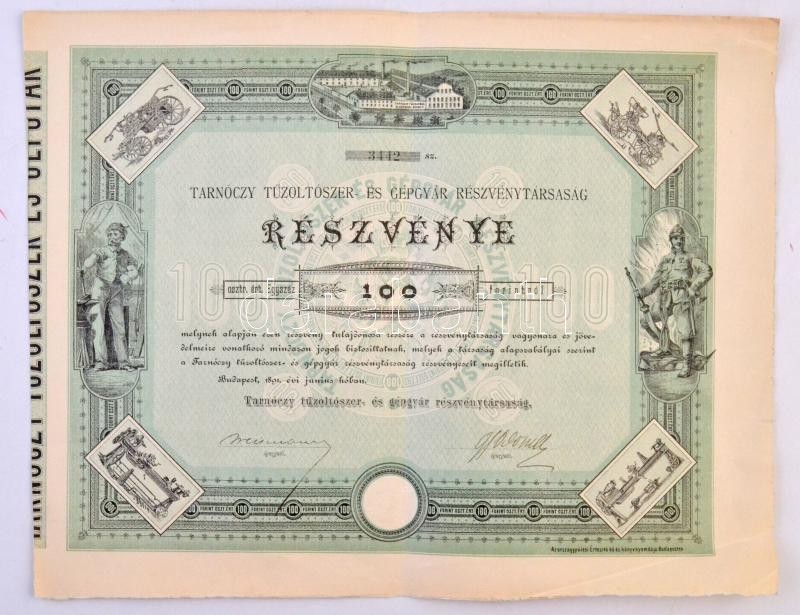 3442 sz.
TARNÓCZY TŰZOLTÓSZER- ÉS GÉPGYÁR RÉSZVÉNYTÁRSASÁG
RÉSZVÉNYE
osztr. ért. Egyszáz 100 forintról
100 100
melynek alapján ezen részvény tulajdonosa részére a részvénytársaság vagyonára és jöve-
delmeire vonatkozó mindazon jogok biztosíttatnak, melyek a társaság alapszabályai szerint
a Tarnóczy tűzoltószer- és gépgyár részvénytársaság részvényeseit megilletik.
Budapest, 1891. évi június hóban.
Tarnóczy tűzoltószer- és gépgyár részvénytársaság.
igazgató. igazgató.
TARNÓCZY TŰZOLTÓSZER ÉS GÉPGYÁR
FORINT OSZT.ÉRT. 100